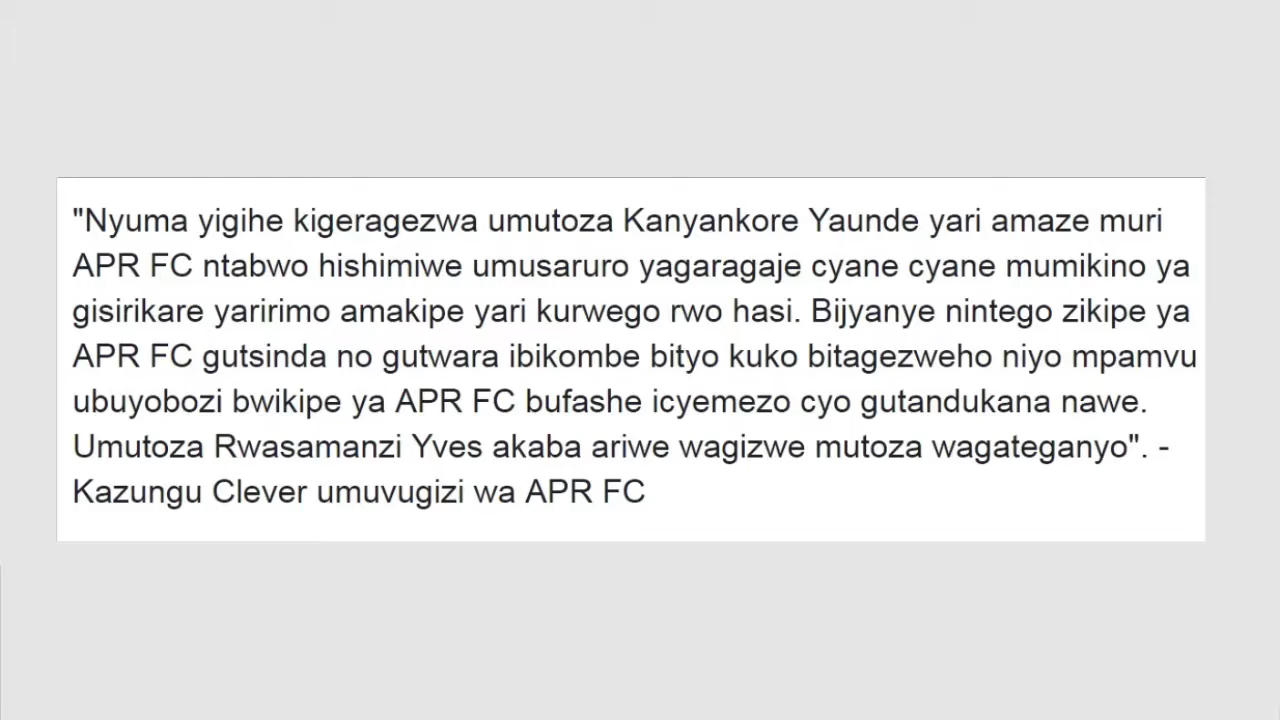 "Nyuma yigihe kigeragezwa umutoza Kanyankore Yaunde yari amaze muri
APR FC ntabwo hishimiwe umusaruro yagaragaje cyane cyane mumikino ya
gisirikare yaririmo amakipe yari kurwego rwo hasi. Bijyanye nintego zikipe ya
APR FC gutsinda no gutwara ibikombe bityo kuko bitagezweho niyo mpamvu
ubuyobozi bwikipe ya APR FC bufashe icyemezo cyo gutandukana nawe.
Umutoza Rwasamanzi Yves akaba ariwe wagizwe mutoza wagateganyo". -
Kazungu Clever umuvugizi wa APR FC